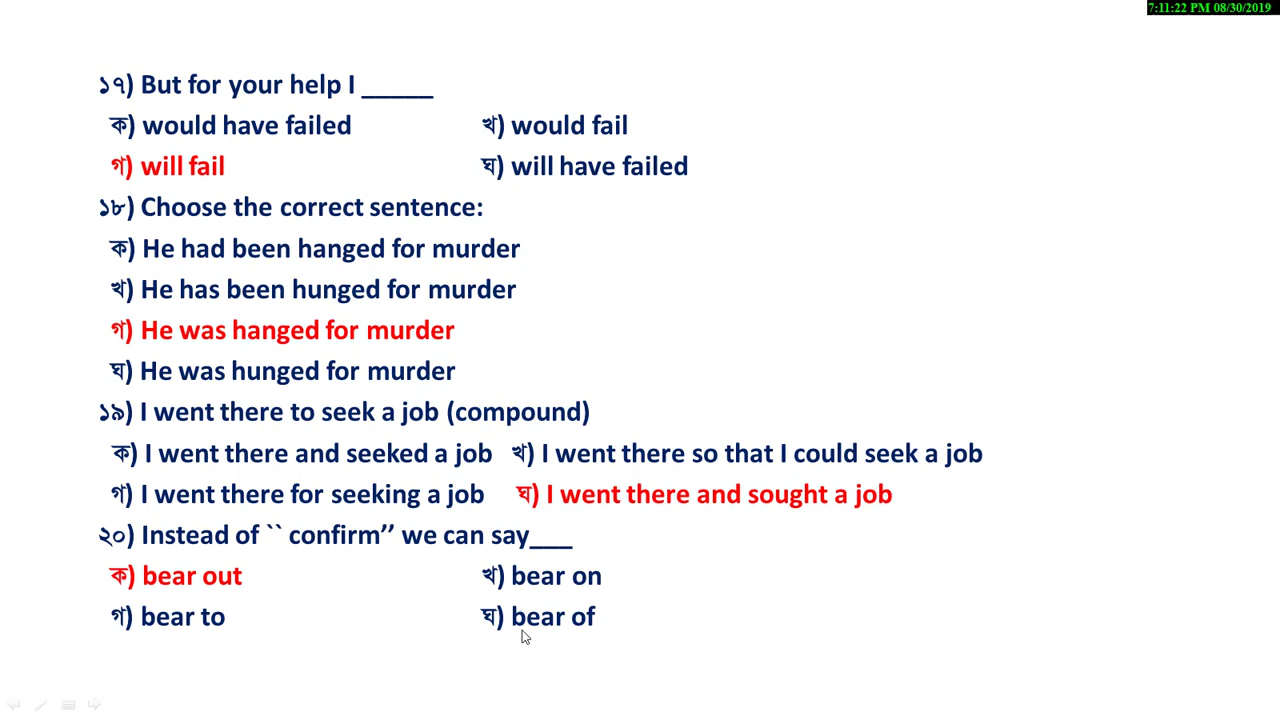 7:11:22 PM 08/30/2019
১৭) But for your help I _____
ক) would have failed খ) would fail
গ) will fail ঘ) will have failed
১৮) Choose the correct sentence:
ক) He had been hanged for murder
খ) He has been hunged for murder
গ) He was hanged for murder
ঘ) He was hunged for murder
১৯) I went there to seek a job (compound)
ক) I went there and seeked a job খ) I went there so that I could seek a job
গ) I went there for seeking a job ঘ) I went there and sought a job
২০) Instead of `` confirm’’ we can say___
ক) bear out খ) bear on
গ) bear to ঘ) bear of